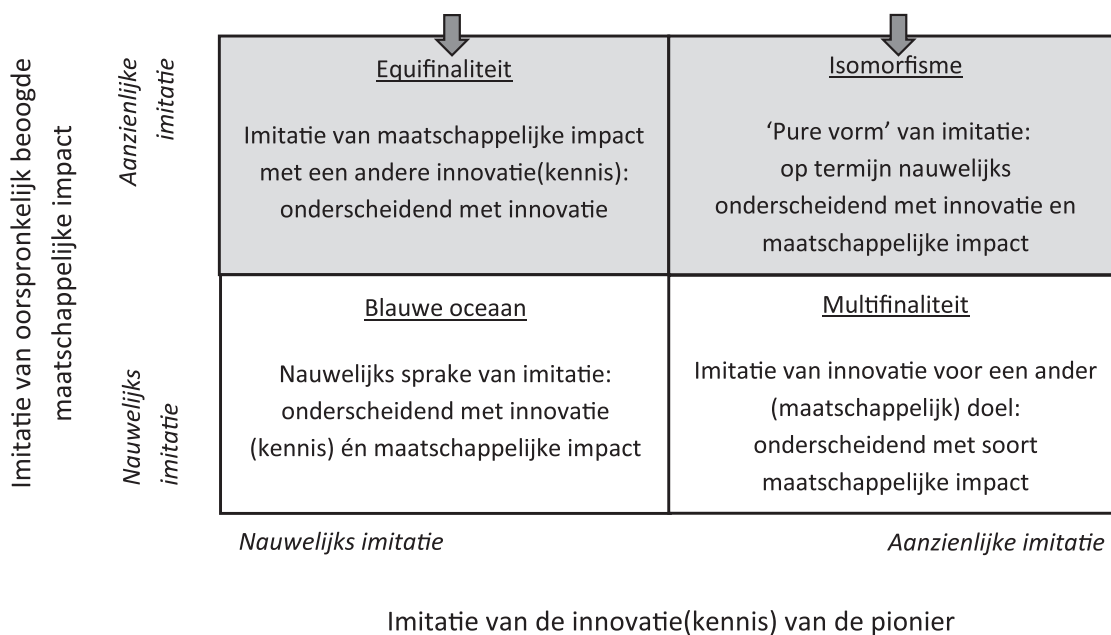 Imitatie van oorspronkelijk beoogde
maatschappelijke impact
Aanzienlijke
imitatie
Nauwelijks
imitatie
Equifinaliteit
Imitatie van maatschappelijke impact
met een andere innovatie(kennis):
onderscheidend met innovatie
Isomorfisme
‘Pure vorm’ van imitatie:
op termijn nauwelijks
onderscheidend met innovatie en
maatschappelijke impact
Blauwe oceaan
Nauwelijks sprake van imitatie:
onderscheidend met innovatie
(kennis) én maatschappelijke impact
Multifinaliteit
Imitatie van innovatie voor een ander
(maatschappelijk) doel:
onderscheidend met soort
maatschappelijke impact
Nauwelijks imitatie
Aanzienlijke imitatie
Imitatie van de innovatie(kennis) van de pionier